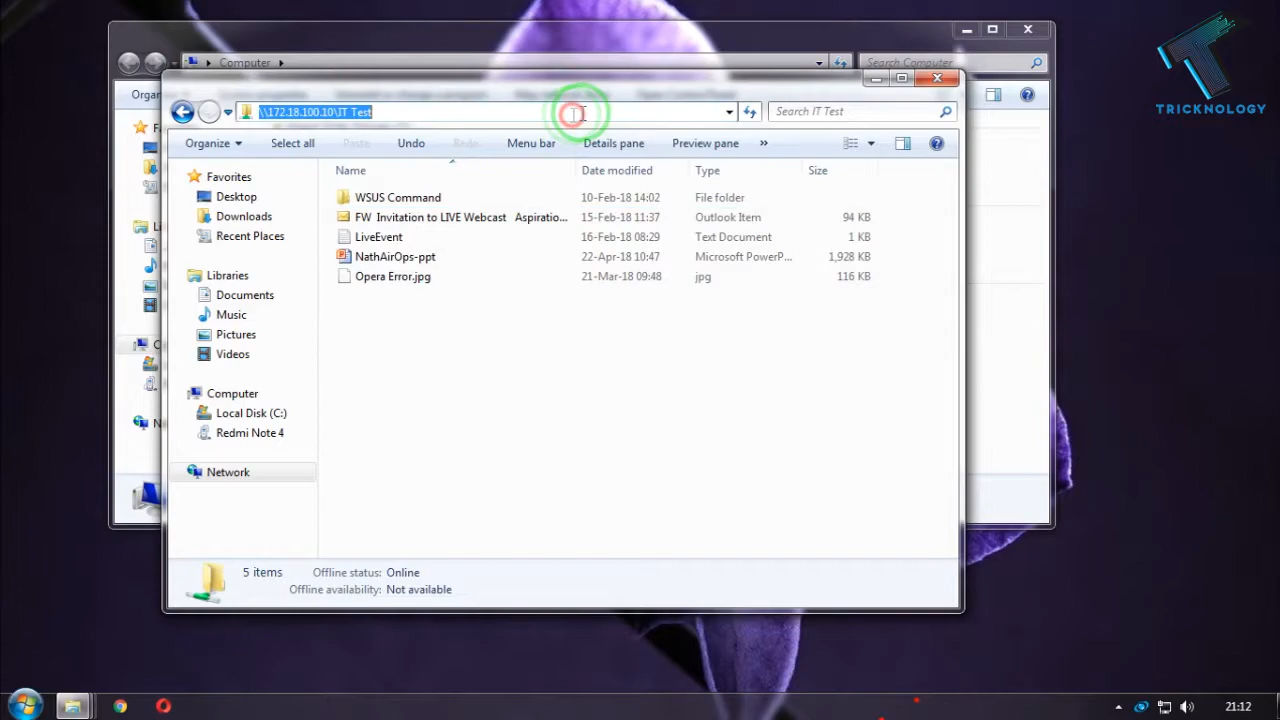 TRICKNOLOGY
Computer
Search Computer
Organ
\\172.18.100.10\IT Test
Search IT Test
Organize
Select all
Paste
Undo
Redo
Menu bar
Details pane
Preview pane
»
Name
Date modified
Type
Size
WSUS Command
10-Feb-18 14:02
File folder
FW Invitation to LIVE Webcast Aspiratio...
15-Feb-18 11:37
Outlook Item
94 KB
LiveEvent
16-Feb-18 08:29
Text Document
1 KB
NathAirOps-ppt
22-Apr-18 10:47
Microsoft PowerP...
1,928 KB
Opera Error.jpg
21-Mar-18 09:48
jpg
116 KB
Favorites
Desktop
Downloads
Recent Places
Libraries
Documents
Music
Pictures
Videos
Computer
Local Disk (C:)
Redmi Note 4
Network
5 items
Offline status: Online
Offline availability: Not available
21:12